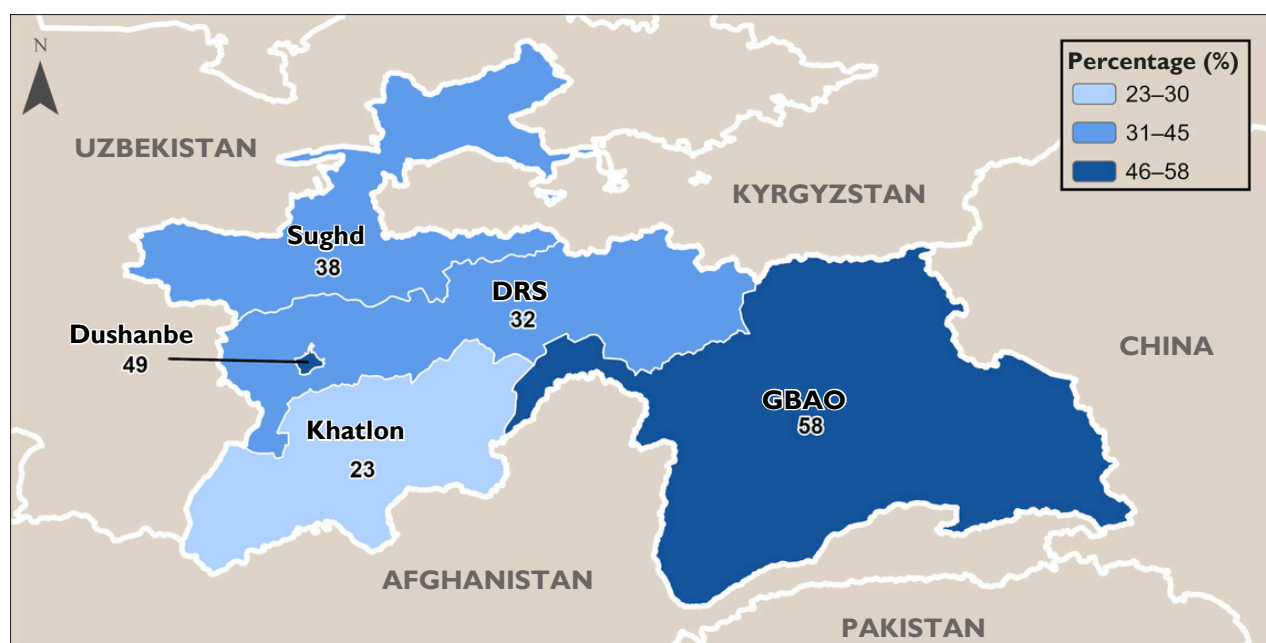 N
Percentage (%)
23–30
31–45
46–58
UZBEKISTAN
KYRGYZSTAN
Sughd
38
DRS
32
Dushanbe
49
CHINA
GBAO
58
Khatlon
23
AFGHANISTAN
PAKISTAN